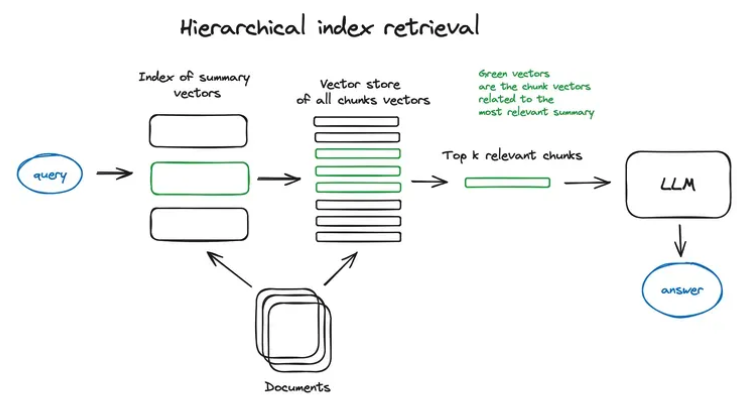 Hierarchical index retrieval
Index of summary
vectors
Vector store
of all chunks vectors
Green vectors
are the chunk vectors
related to the
most relevant summary
query
Top k relevant chunks
LLM
answer
Documents